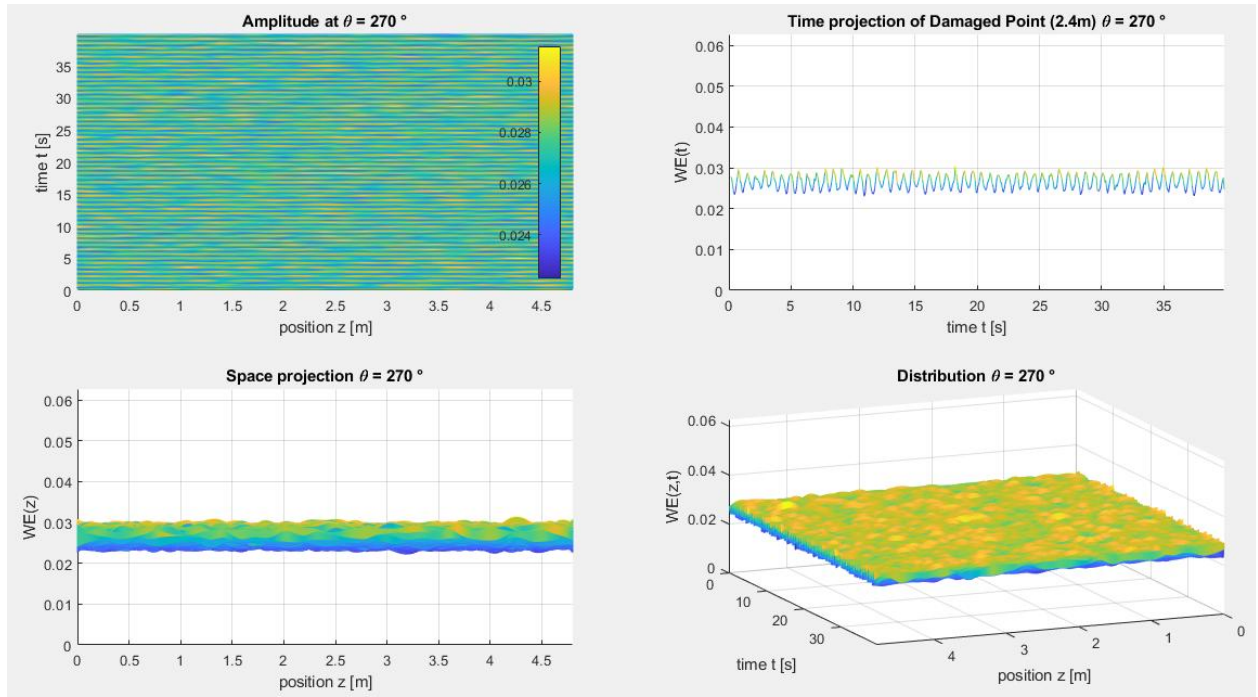 Amplitude at θ = 270 °
35
30
25
20
15
10
5
0
time t [s]
0.03
0.028
0.026
0.024
0 0.5 1 1.5 2 2.5 3 3.5 4 4.5
position z [m]
Time projection of Damaged Point (2.4m) θ = 270 °
0.06
0.05
0.04
0.03
0.02
0.01
0
WE(t)
0 5 10 15 20 25 30 35
time t [s]
Space projection θ = 270 °
0.06
0.05
0.04
0.03
0.02
0.01
0
WE(z)
0 0.5 1 1.5 2 2.5 3 3.5 4 4.5
position z [m]
Distribution θ = 270 °
0.06
0.04
0.02
0
WE(z,t)
0
10
20
30
time t [s]
4 3 2 1 0
position z [m]